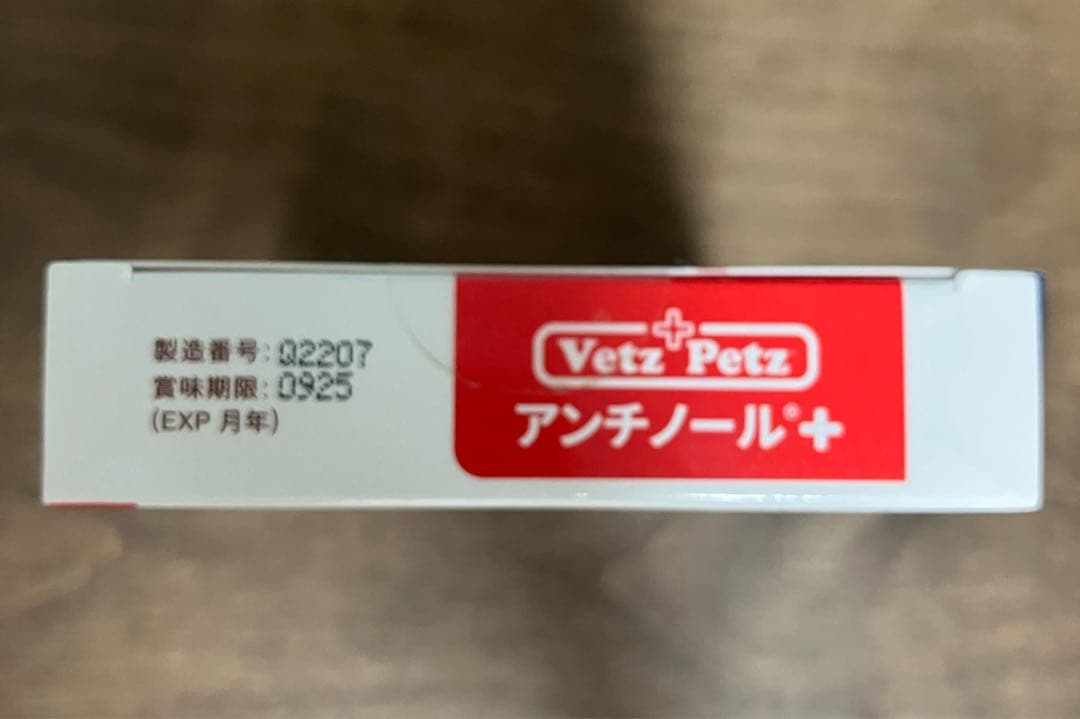 製造番号: Q2207
賞味期限: 0925
(EXP 月年)
Vetz Petz
アンチノール®+